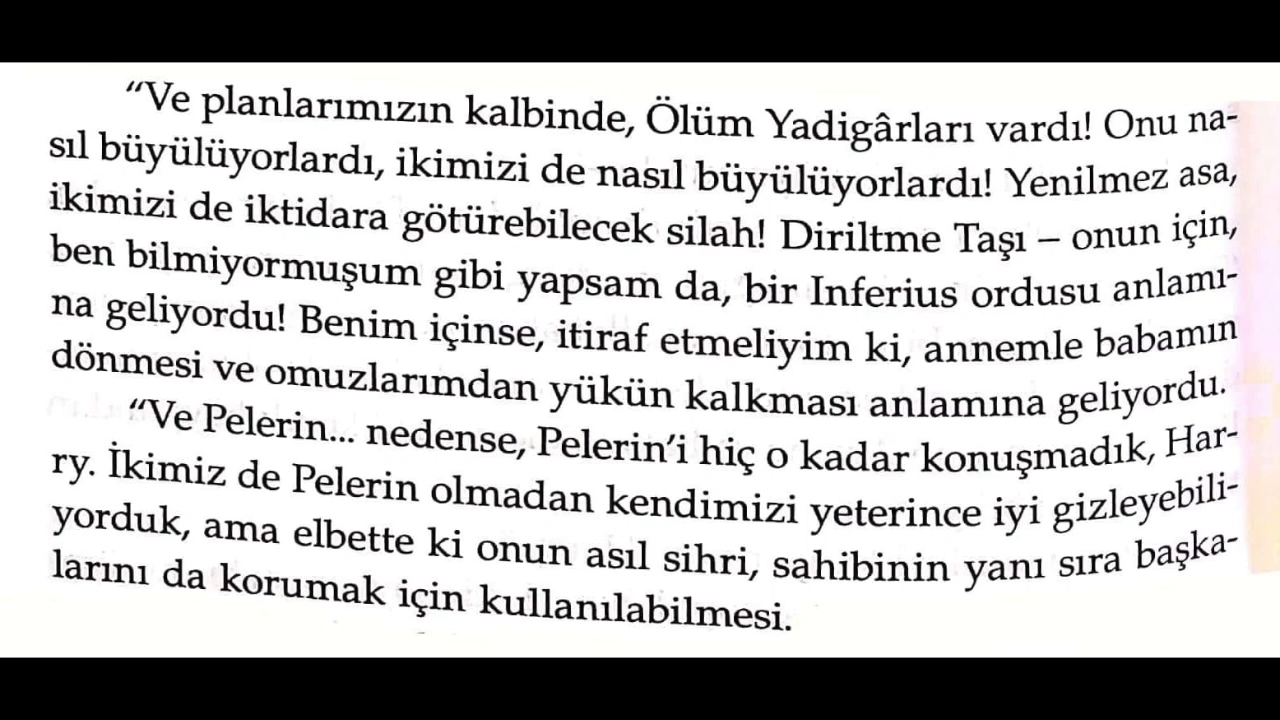 “Ve planlarımızın kalbinde, Ölüm Yadigârları vardı! Onu na-
sıl büyülüyorlardı, ikimizi de nasıl büyülüyorlardı! Yenilmez asa,
ikimizi de iktidara götürebilecek silah! Diriltme Taşı – onun için,
ben bilmiyormuşum gibi yapsam da, bir Inferius ordusu anlamı-
na geliyordu! Benim içinse, itiraf etmeliyim ki, annemle babamın
dönmesi ve omuzlarımdan yükün kalkması anlamına geliyordu.
“Ve Pelerin... nedense, Pelerin’i hiç o kadar konuşmadık, Har-
ry. İkimiz de Pelerin olmadan kendimizi yeterince iyi gizleyebili-
yorduk, ama elbette ki onun asıl sihri, sahibinin yanı sıra başka-
larını da korumak için kullanılabilmesi.